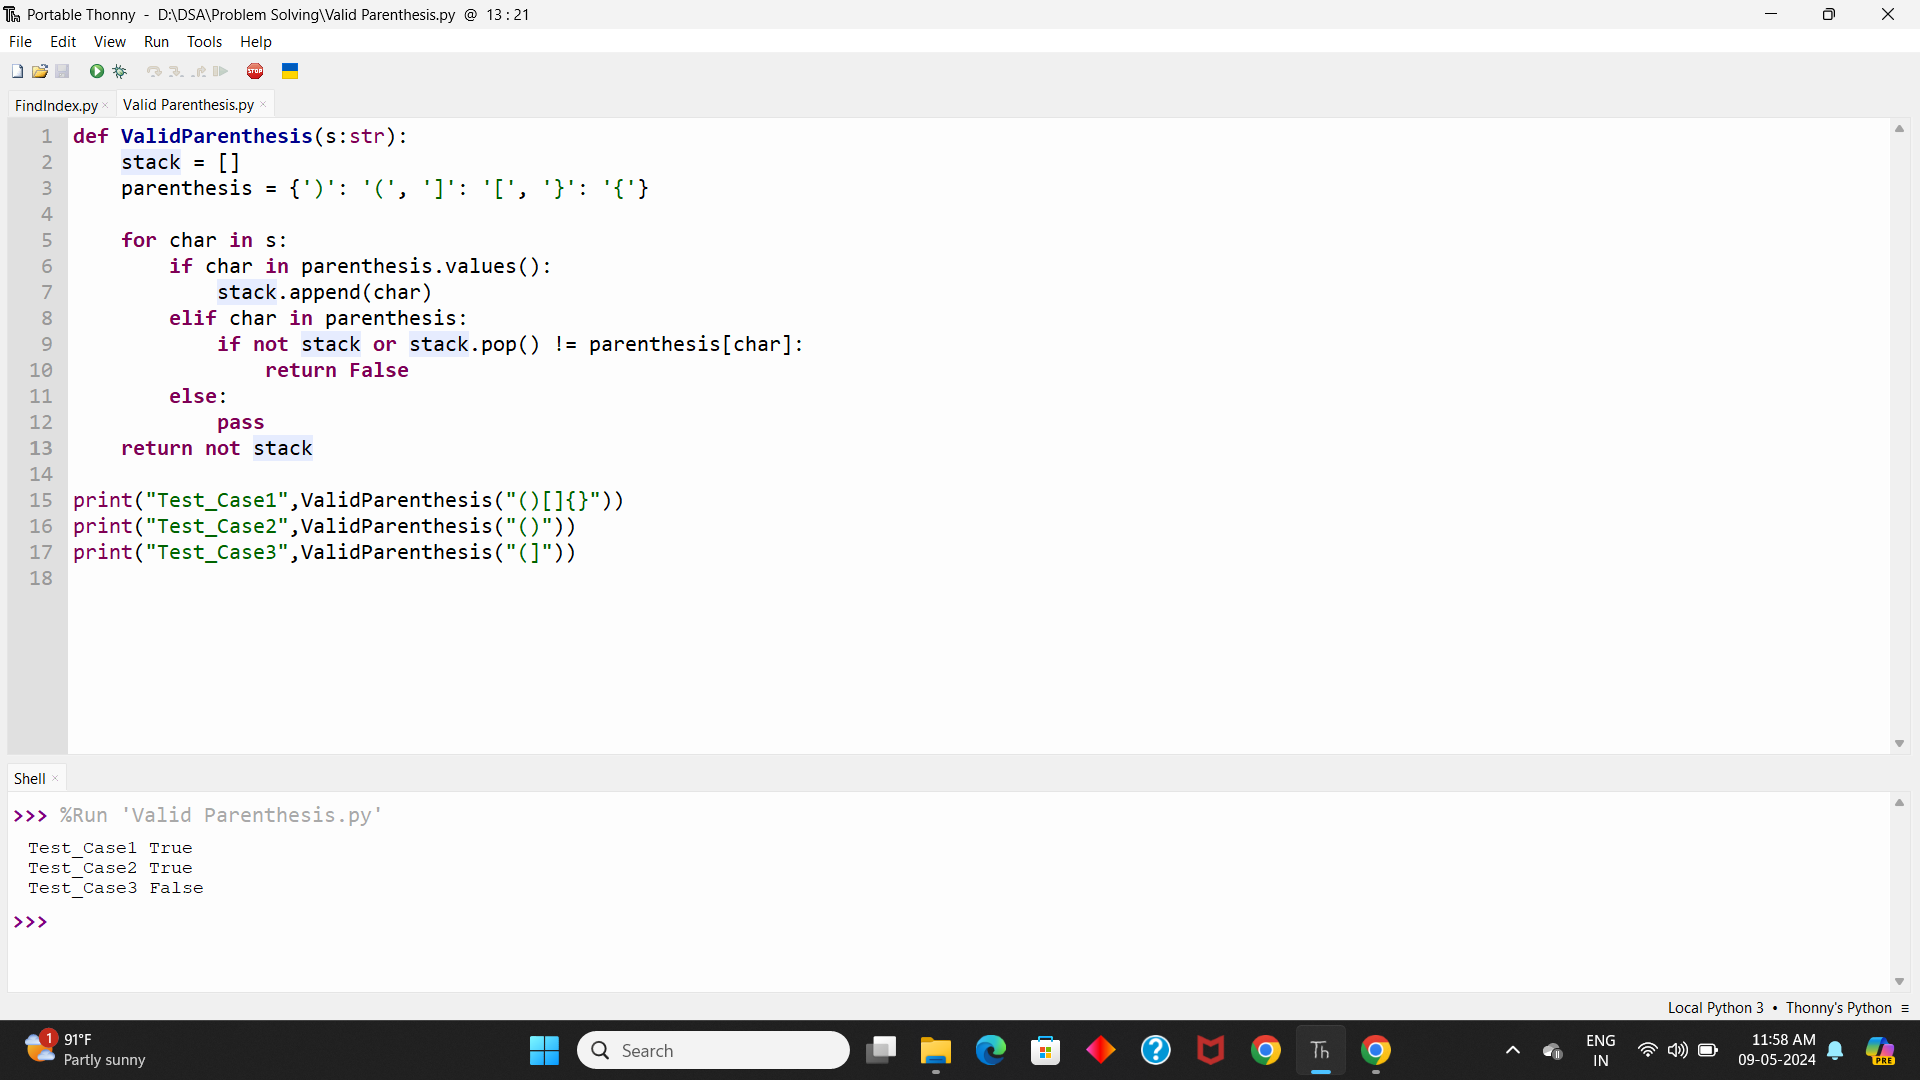 Portable Thonny - D:\DSA\Problem Solving\Valid Parenthesis.py @ 13 : 21
File Edit View Run Tools Help
STOP
FindIndex.py × Valid Parenthesis.py ×
1 def ValidParenthesis(s:str):
2     stack = []
3     parenthesis = {')': '(', ']': '[', '}': '{'}
4
5     for char in s:
6         if char in parenthesis.values():
7             stack.append(char)
8         elif char in parenthesis:
9             if not stack or stack.pop() != parenthesis[char]:
10                 return False
11         else:
12             pass
13     return not stack
14
15 print("Test_Case1",ValidParenthesis("()[]{}"))
16 print("Test_Case2",ValidParenthesis("()"))
17 print("Test_Case3",ValidParenthesis("(]"))
18
Shell ×
>>> %Run 'Valid Parenthesis.py'
Test_Case1 True
Test_Case2 True
Test_Case3 False
>>>
Local Python 3 • Thonny's Python ≡
1 91°F
Partly sunny
Search
Th
ENG
IN
11:58 AM
09-05-2024
PRE